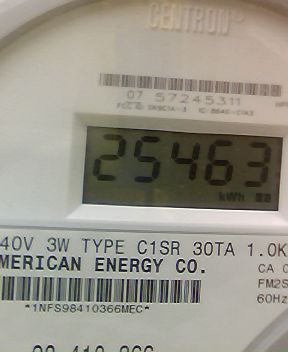 CENTRON®
07 57245311
25463
kWh
40V 3W TYPE C1SR 30TA 1.0K
MERICAN ENERGY CO.
CA 0
FM2S
60Hz
*1NFS98410366MEC*